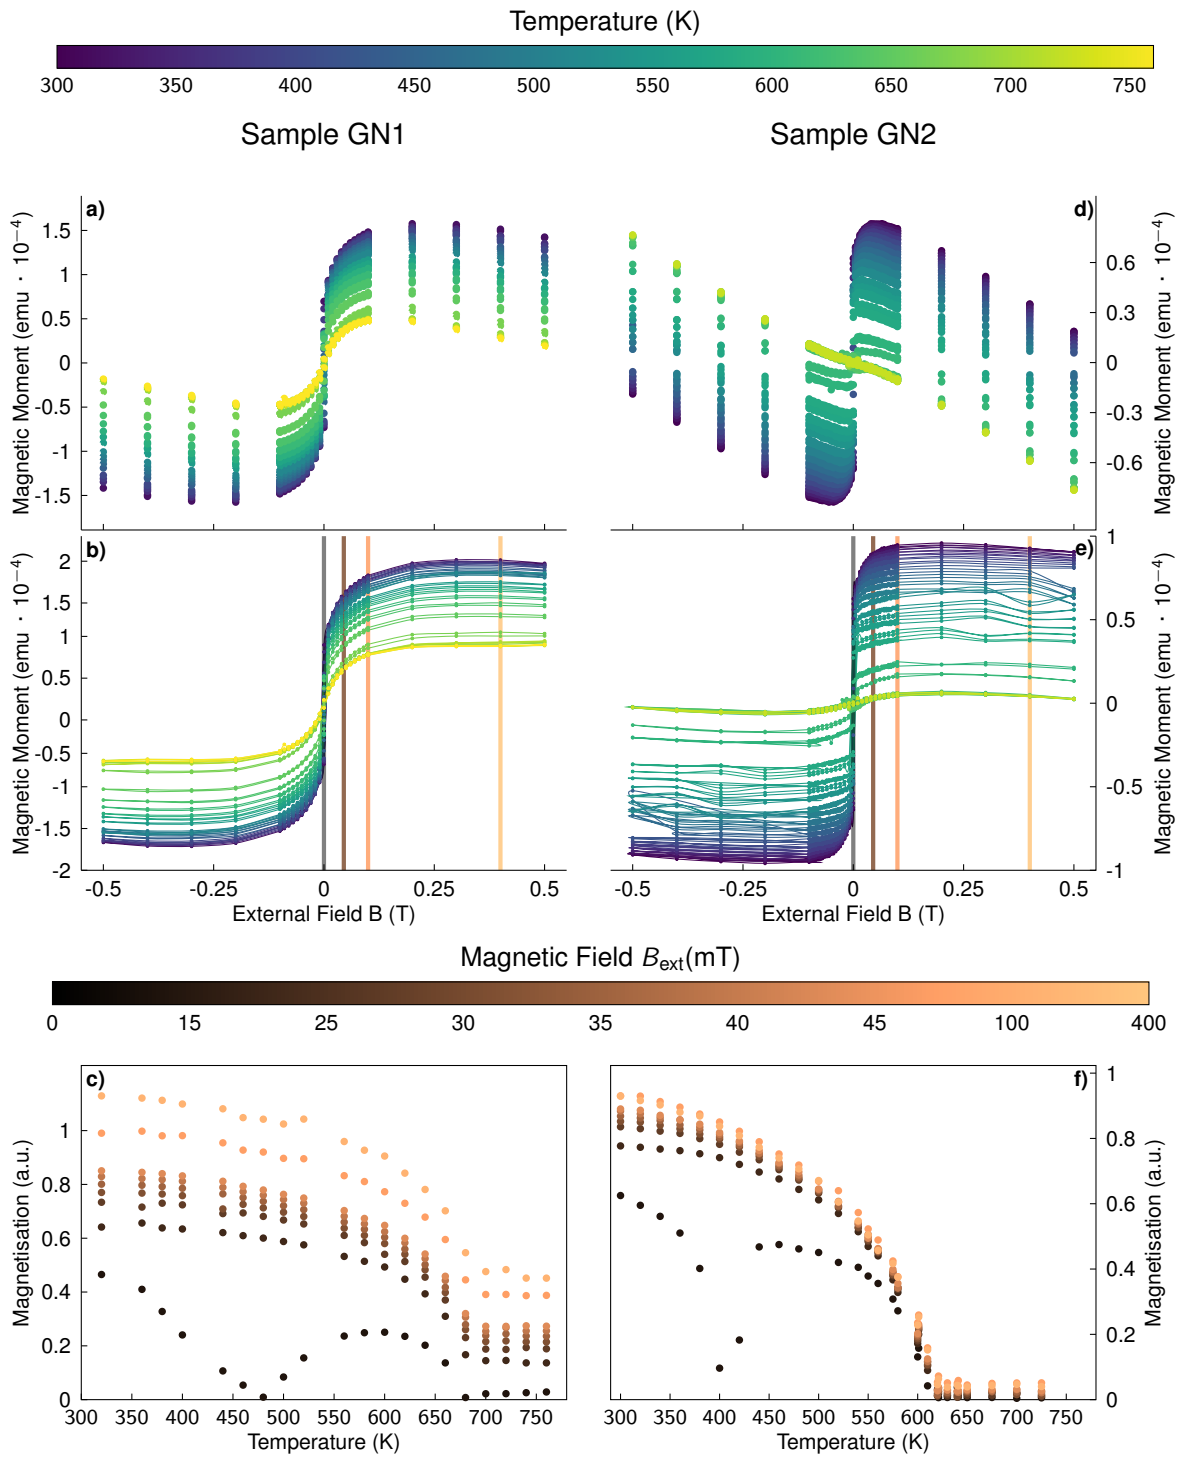 Temperature (K)
300 350 400 450 500 550 600 650 700 750
Sample GN1
Sample GN2
a)
Magnetic Moment (emu · 10⁻⁴)
1.5
1
0.5
0
-0.5
-1
-1.5
d)
Magnetic Moment (emu · 10⁻⁴)
0.6
0.3
0
-0.3
-0.6
b)
Magnetic Moment (emu · 10⁻⁴)
2
1.5
1
0.5
0
-0.5
-1
-1.5
-2
-0.5 -0.25 0 0.25 0.5
External Field B (T)
e)
Magnetic Moment (emu · 10⁻⁴)
1
0.5
0
-0.5
-1
-0.5 -0.25 0 0.25 0.5
External Field B (T)
Magnetic Field Bₑₓₜ(mT)
0 15 25 30 35 40 45 100 400
c)
Magnetisation (a.u.)
1
0.8
0.6
0.4
0.2
0
300 350 400 450 500 550 600 650 700 750
Temperature (K)
f)
Magnetisation (a.u.)
1
0.8
0.6
0.4
0.2
0
300 350 400 450 500 550 600 650 700 750
Temperature (K)